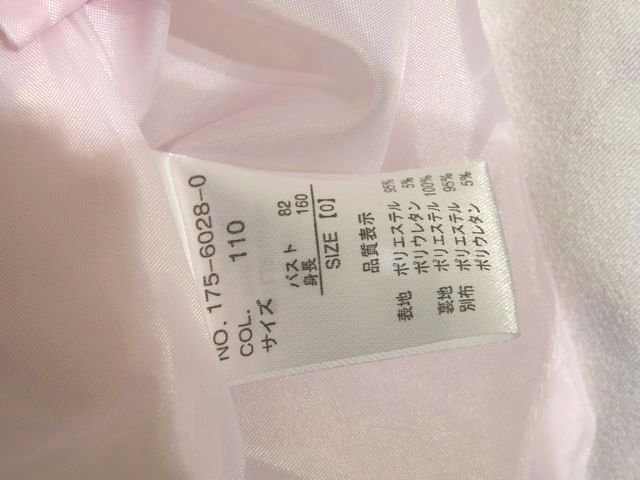 NO. 175-6028-0
COL. 110
サイズ
バスト 82
身長 160
SIZE 【0】
品質表示
表地 ポリエステル 95%
ポリウレタン 5%
裏地 ポリエステル 100%
別布 ポリエステル 95%
ポリウレタン 5%